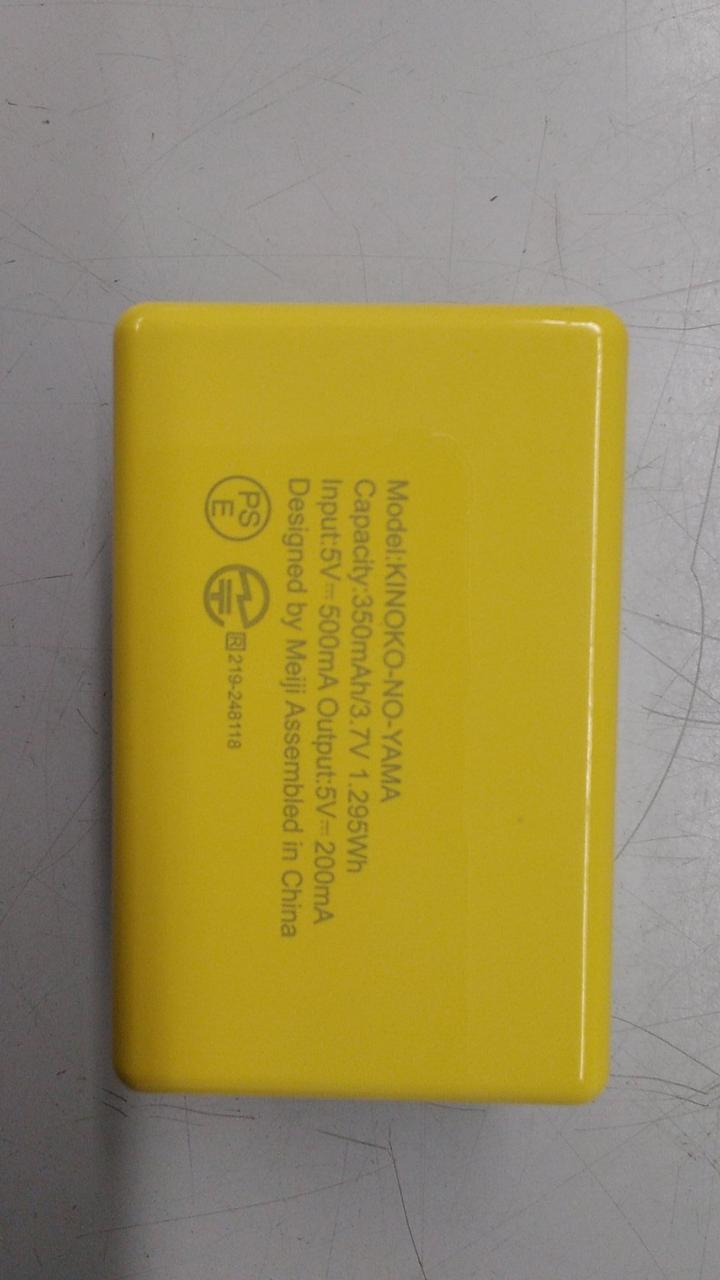 Model:KINOKO-NO-YAMA
Capacity:350mAh/3.7V 1.295Wh
Input:5V⎓500mA Output:5V⎓200mA
Designed by Meiji Assembled in China
PS
E
R 219-248118